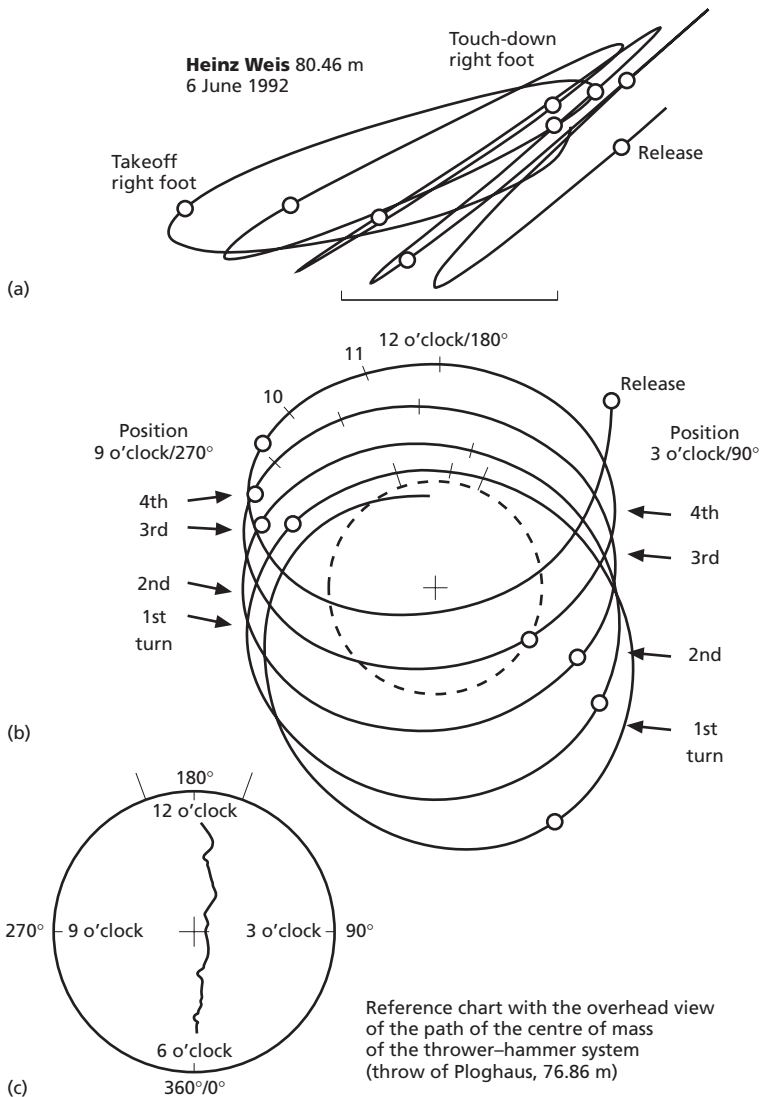 Heinz Weis 80.46 m
6 June 1992
Touch-down
right foot
Takeoff
right foot
Release
(a)
12 o’clock/180°
11
10
Release
Position
9 o’clock/270°
Position
3 o’clock/90°
4th
3rd
2nd
1st
turn
4th
3rd
2nd
1st
turn
(b)
180°
12 o’clock
270°
9 o’clock
3 o’clock
90°
6 o’clock
360°/0°
Reference chart with the overhead view
of the path of the centre of mass
of the thrower–hammer system
(throw of Ploghaus, 76.86 m)
(c)